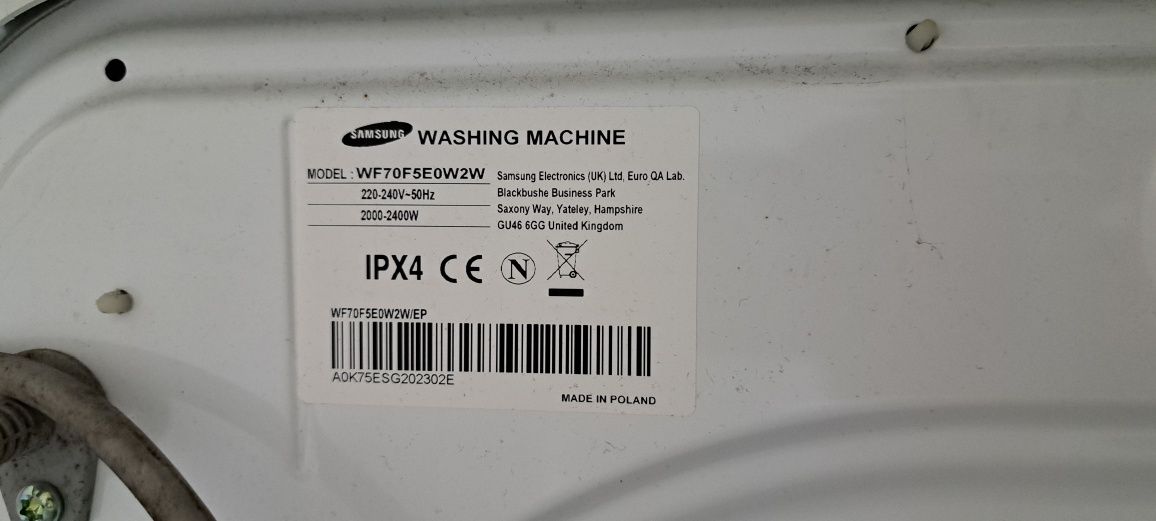 SAMSUNG WASHING MACHINE
MODEL : WF70F5E0W2W
220-240V~50Hz
2000-2400W
Samsung Electronics (UK) Ltd, Euro QA Lab.
Blackbushe Business Park
Saxony Way, Yateley, Hampshire
GU46 6GG United Kingdom
IPX4 CE N
WF70F5E0W2W/EP
A0K75ESG202302E
MADE IN POLAND